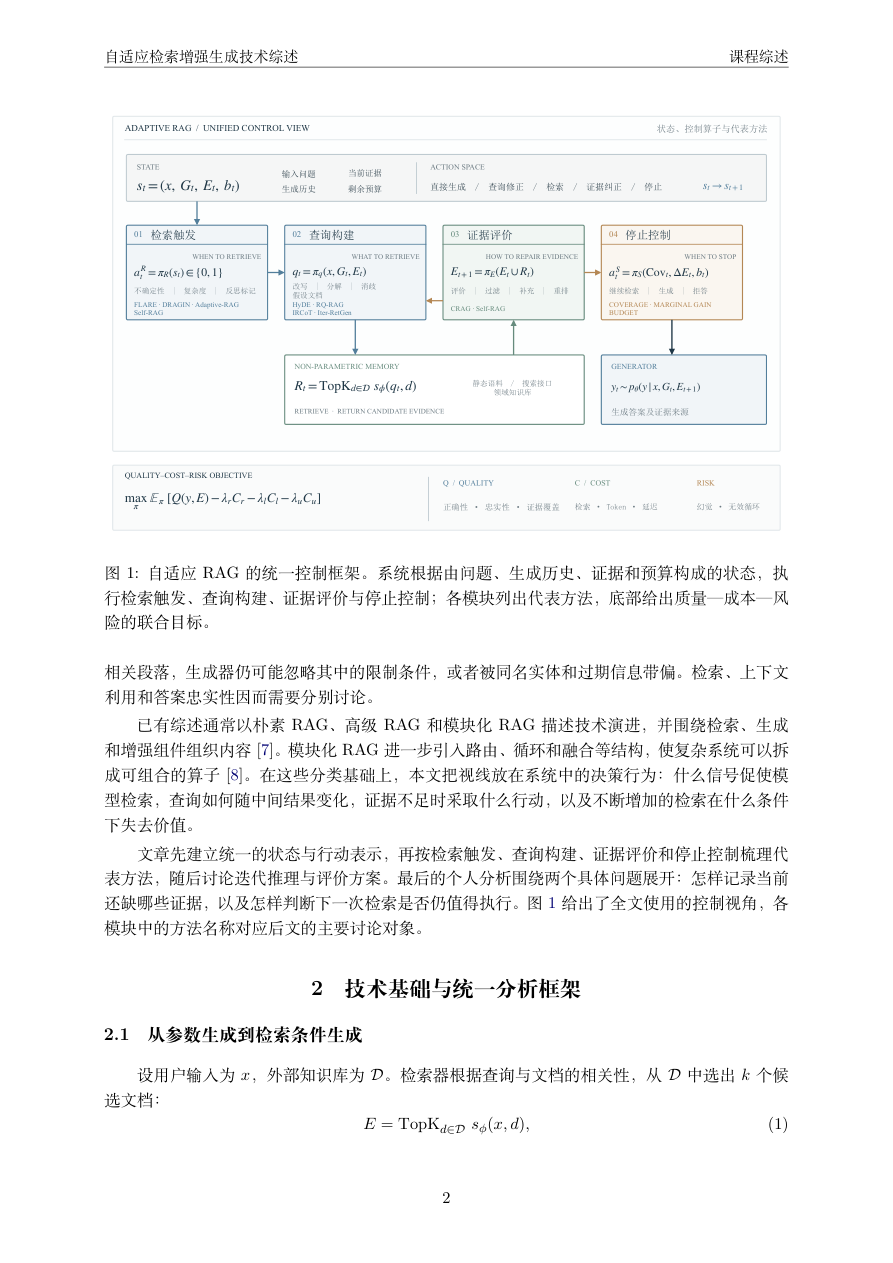 自适应检索增强生成技术综述 课程综述
ADAPTIVE RAG / UNIFIED CONTROL VIEW 状态、控制算子与代表方法
STATE
sₜ = (x, Gₜ, Eₜ, bₜ)
输入问题 当前证据
生成历史 剩余预算
ACTION SPACE
直接生成 / 查询修正 / 检索 / 证据纠正 / 停止 sₜ → sₜ₊₁
01 检索触发
WHEN TO RETRIEVE
aₜᴿ = π_R(sₜ) ∈ {0, 1}
不确定性 | 复杂度 | 反思标记
FLARE · DRAGIN · Adaptive-RAG
Self-RAG
02 查询构建
WHAT TO RETRIEVE
qₜ = π_q(x, Gₜ, Eₜ)
改写 | 分解 | 消歧
假设文档
HyDE · RQ-RAG
IRCoT · Iter-RetGen
03 证据评价
HOW TO REPAIR EVIDENCE
Eₜ₊₁ = π_E(Eₜ ∪ Rₜ)
评价 | 过滤 | 补充 | 重排
CRAG · Self-RAG
04 停止控制
WHEN TO STOP
aₜˢ = π_S(Covₜ, ΔEₜ, bₜ)
继续检索 | 生成 | 拒答
COVERAGE · MARGINAL GAIN
BUDGET
NON-PARAMETRIC MEMORY
Rₜ = TopK_{d∈𝒟} s_ϕ(qₜ, d)
静态语料 / 搜索接口
领域知识库
RETRIEVE · RETURN CANDIDATE EVIDENCE
GENERATOR
yₜ ~ p_θ(y | x, Gₜ, Eₜ₊₁)
生成答案及证据来源
QUALITY–COST–RISK OBJECTIVE
max_π 𝔼_π [Q(y, E) − λ_r C_r − λ_l C_l − λ_u C_u]
Q / QUALITY
正确性 • 忠实性 • 证据覆盖
C / COST
检索 • Token • 延迟
RISK
幻觉 • 无效循环
图 1: 自适应 RAG 的统一控制框架。系统根据由问题、生成历史、证据和预算构成的状态，执
行检索触发、查询构建、证据评价与停止控制；各模块列出代表方法，底部给出质量—成本—风
险的联合目标。
相关段落，生成器仍可能忽略其中的限制条件，或者被同名实体和过期信息带偏。检索、上下文
利用和答案忠实性因而需要分别讨论。
已有综述通常以朴素 RAG、高级 RAG 和模块化 RAG 描述技术演进，并围绕检索、生成
和增强组件组织内容 [7]。模块化 RAG 进一步引入路由、循环和融合等结构，使复杂系统可以拆
成可组合的算子 [8]。在这些分类基础上，本文把视线放在系统中的决策行为：什么信号促使模
型检索，查询如何随中间结果变化，证据不足时采取什么行动，以及不断增加的检索在什么条件
下失去价值。
文章先建立统一的状态与行动表示，再按检索触发、查询构建、证据评价和停止控制梳理代
表方法，随后讨论迭代推理与评价方案。最后的个人分析围绕两个具体问题展开：怎样记录当前
还缺哪些证据，以及怎样判断下一次检索是否仍值得执行。图 1 给出了全文使用的控制视角，各
模块中的方法名称对应后文的主要讨论对象。
2 技术基础与统一分析框架
2.1 从参数生成到检索条件生成
设用户输入为 x，外部知识库为 𝒟。检索器根据查询与文档的相关性，从 𝒟 中选出 k 个候
选文档：
E = TopK_{d∈𝒟} s_ϕ(x, d), (1)
2